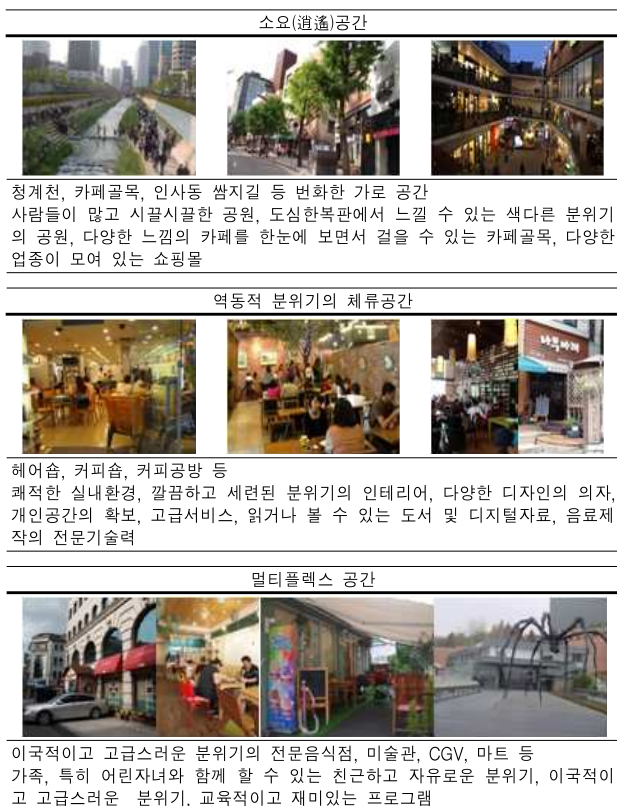 소요(逍遙)공간
청계천, 카페골목, 인사동 쌈지길 등 번화한 가로 공간
사람들이 많고 시끌시끌한 공원, 도심한복판에서 느낄 수 있는 색다른 분위기
의 공원, 다양한 느낌의 카페를 한눈에 보면서 걸을 수 있는 카페골목, 다양한
업종이 모여 있는 쇼핑몰
역동적 분위기의 체류공간
헤어숍, 커피숍, 커피공방 등
쾌적한 실내환경, 깔끔하고 세련된 분위기의 인테리어, 다양한 디자인의 의자,
개인공간의 확보, 고급서비스, 읽거나 볼 수 있는 도서 및 디지털자료, 음료제
작의 전문기술력
멀티플렉스 공간
이국적이고 고급스러운 분위기의 전문음식점, 미술관, CGV, 마트 등
가족, 특히 어린자녀와 함께 할 수 있는 친근하고 자유로운 분위기, 이국적이
고 고급스러운 분위기, 교육적이고 재미있는 프로그램